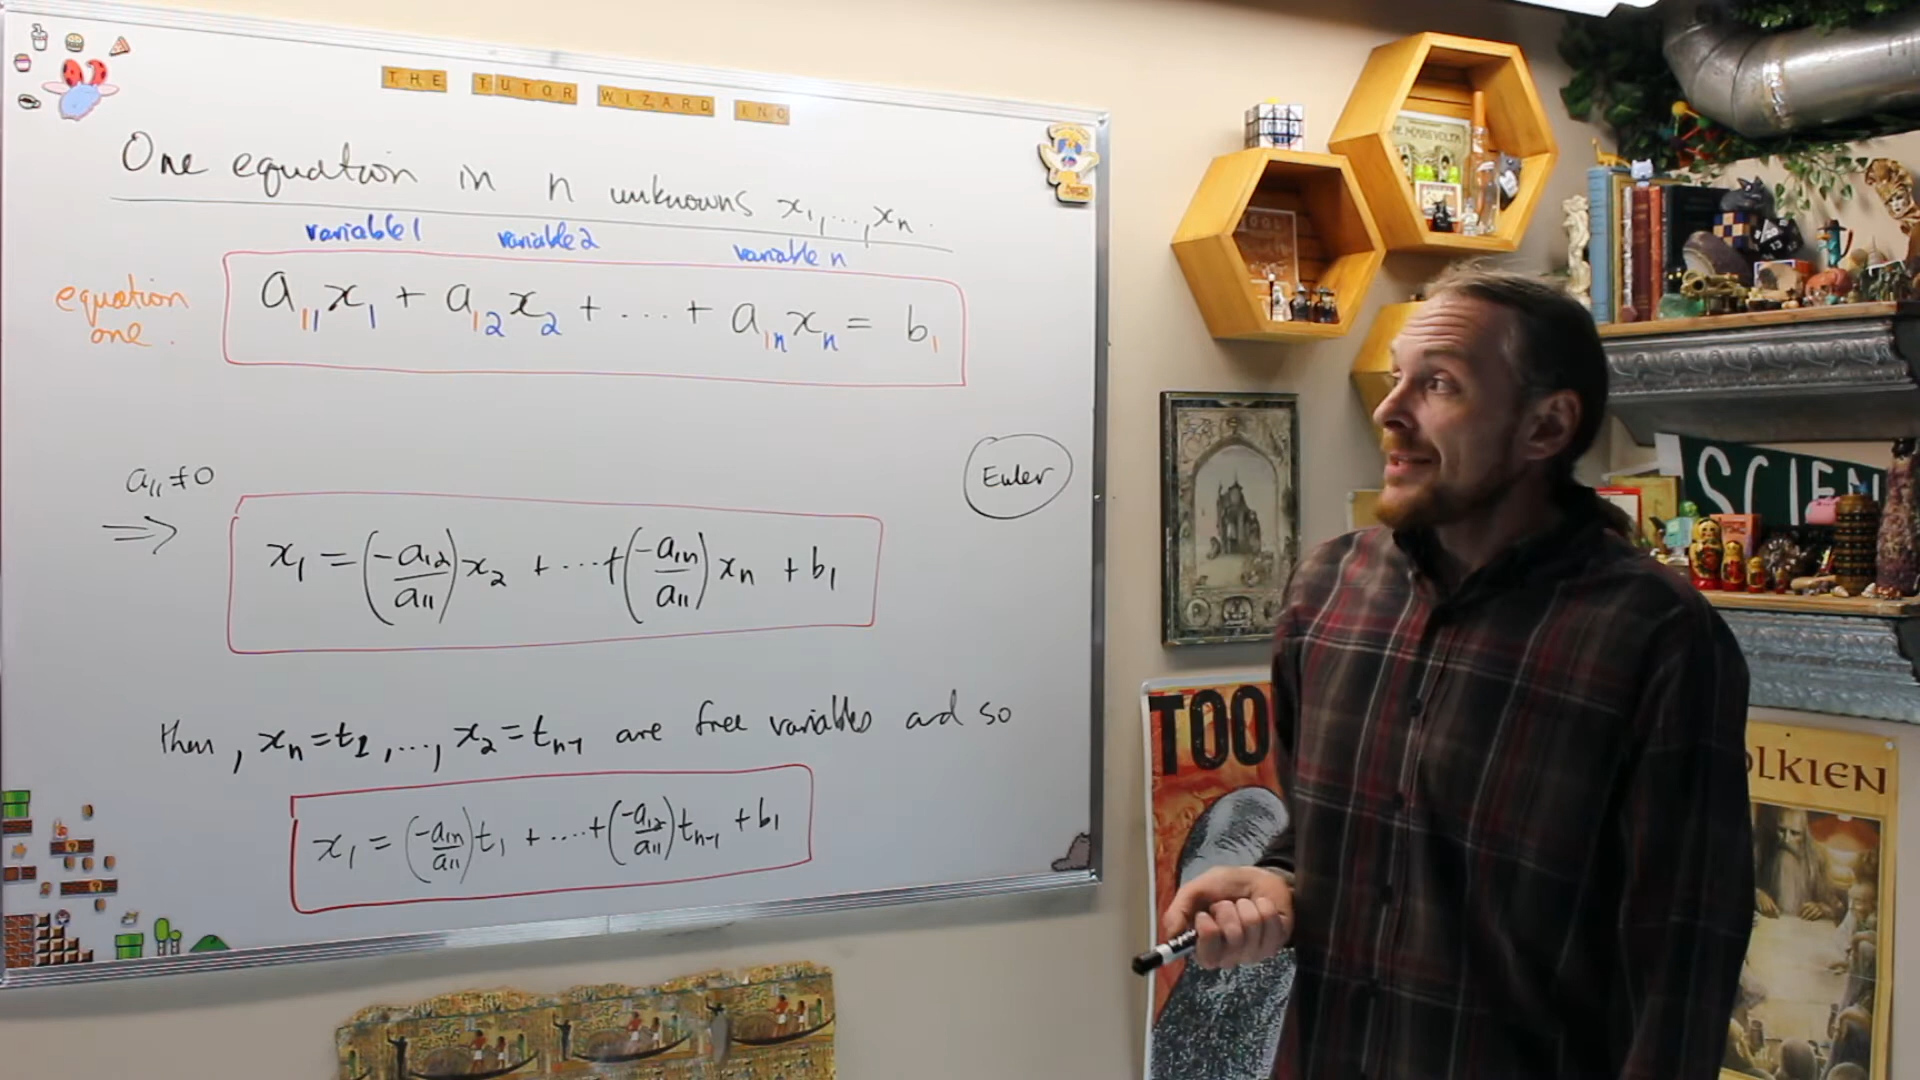 THE TUTOR WIZARD INC
One equation in n unknowns x₁,...,xₙ.
variable 1 variable 2 variable n
equation one.
a₁₁x₁ + a₁₂x₂ + ... + a₁ₙxₙ = b₁
a₁₁≠0
⇒
Euler
x₁ = (-a₁₂/a₁₁)x₂ + ...+(-a₁ₙ/a₁₁)xₙ + b₁
then, xₙ=t₁,..., x₂=tₙ₋₁ are free variables and so
x₁ = (-a₁ₙ/a₁₁)t₁ + ....+(-a₁₂/a₁₁)tₙ₋₁ + b₁
SCIEN
TOO
OLKIEN